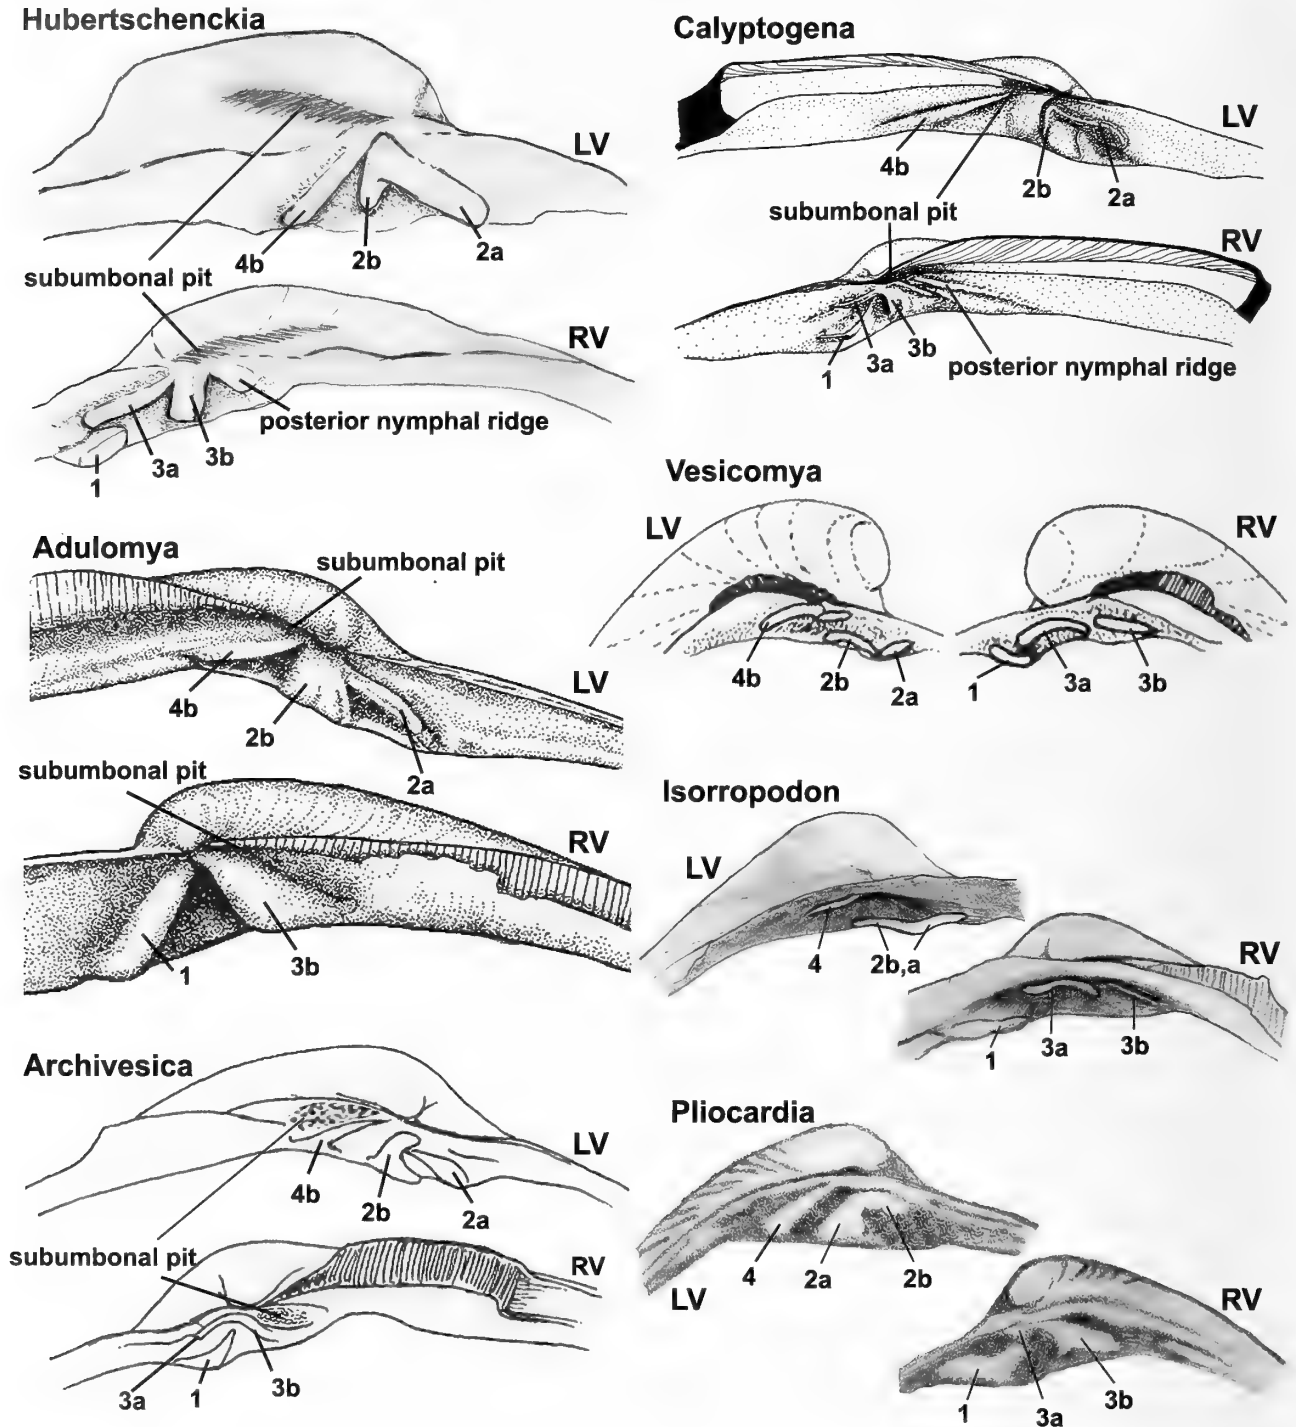 Hubertschenckia
LV
4b
2b
2a
subumbonal pit
RV
posterior nymphal ridge
3a
3b
1
Adulomya
subumbonal pit
LV
4b
2b
2a
subumbonal pit
RV
1
3b
Archivesica
LV
4b
2b
2a
subumbonal pit
RV
3a
1
3b
Calyptogena
LV
4b
2b
2a
subumbonal pit
RV
3a
3b
1
posterior nymphal ridge
Vesicomya
LV
RV
4b
2b
2a
1
3a
3b
Isorropodon
LV
4
2b,a
RV
1
3a
3b
Pliocardia
4
2a
2b
LV
RV
1
3a
3b